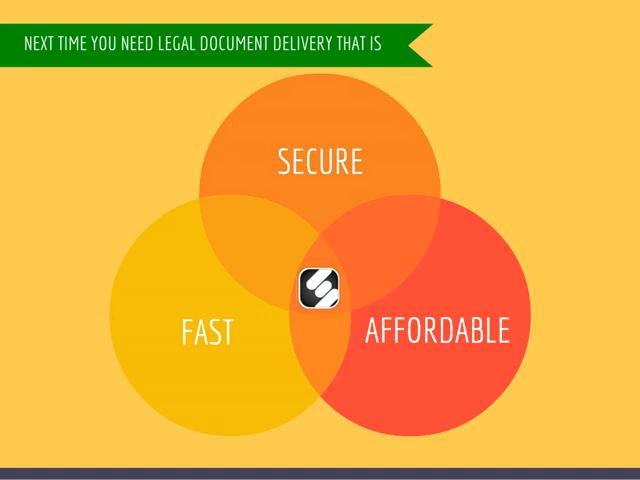 NEXT TIME YOU NEED LEGAL DOCUMENT DELIVERY THAT IS
SECURE
FAST
AFFORDABLE